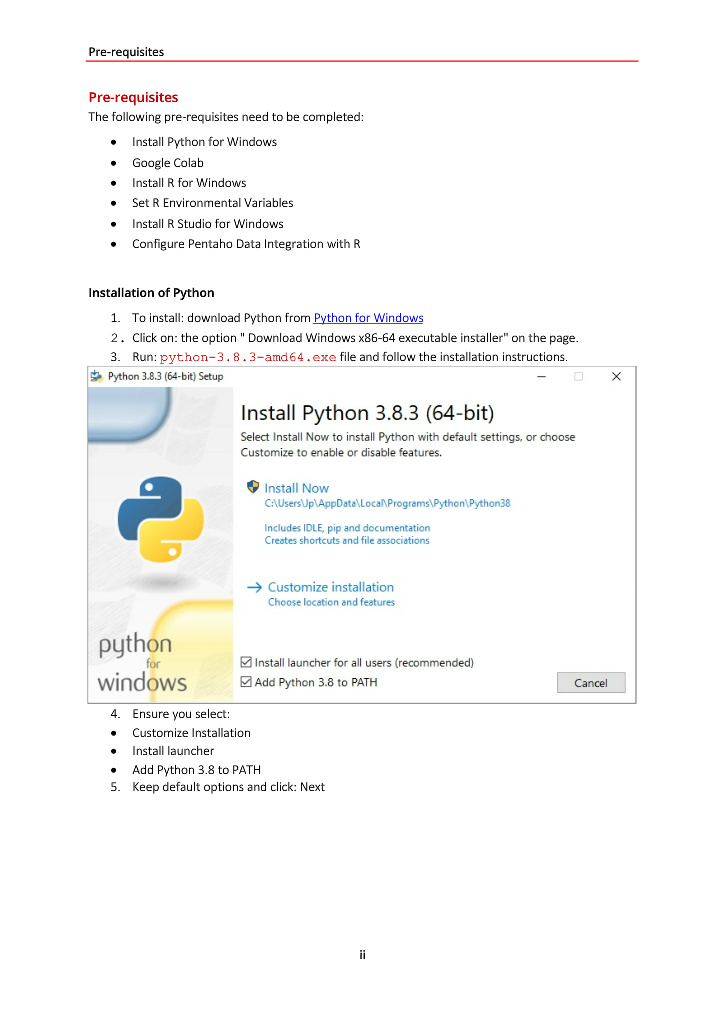 Pre-requisites
Pre-requisites
The following pre-requisites need to be completed:
• Install Python for Windows
• Google Colab
• Install R for Windows
• Set R Environmental Variables
• Install R Studio for Windows
• Configure Pentaho Data Integration with R
Installation of Python
1. To install: download Python from Python for Windows
2. Click on: the option " Download Windows x86-64 executable installer" on the page.
3. Run: python-3.8.3-amd64.exe file and follow the installation instructions.
Python 3.8.3 (64-bit) Setup
Install Python 3.8.3 (64-bit)
Select Install Now to install Python with default settings, or choose
Customize to enable or disable features.
Install Now
C:\Users\Jp\AppData\Local\Programs\Python\Python38
Includes IDLE, pip and documentation
Creates shortcuts and file associations
Customize installation
Choose location and features
python
for
windows
Install launcher for all users (recommended)
Add Python 3.8 to PATH
Cancel
4. Ensure you select:
• Customize Installation
• Install launcher
• Add Python 3.8 to PATH
5. Keep default options and click: Next
ii